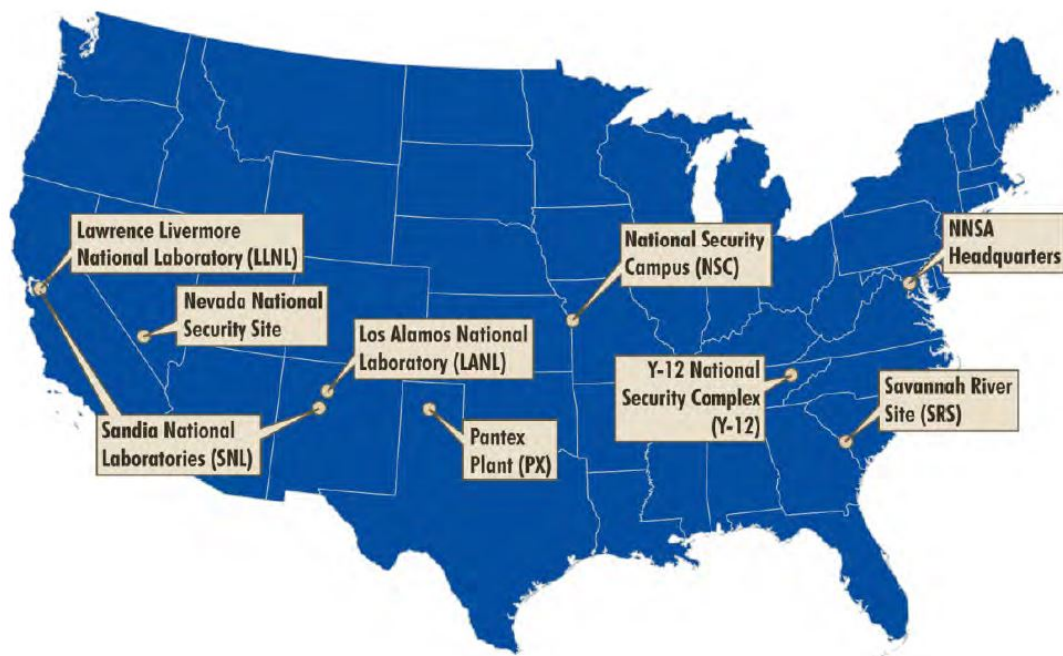 Lawrence Livermore
National Laboratory (LLNL)
Nevada National
Security Site
Los Alamos National
Laboratory (LANL)
Sandia National
Laboratories (SNL)
Pantex
Plant (PX)
National Security
Campus (NSC)
Y-12 National
Security Complex
(Y-12)
NNSA
Headquarters
Savannah River
Site (SRS)